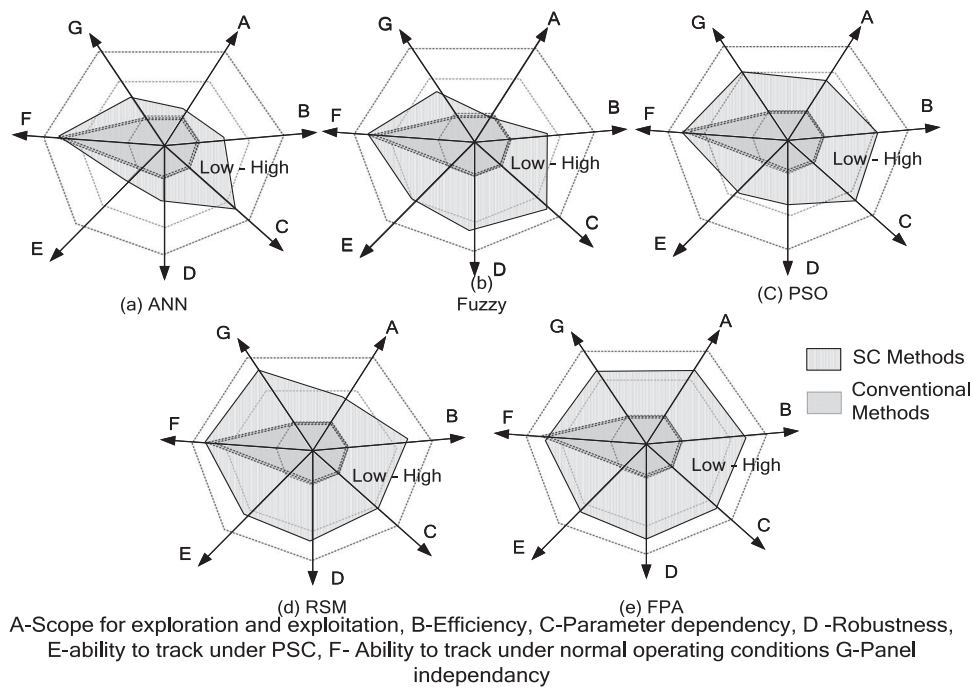 G
A
F
B
Low - High
E
C
D
(a) ANN
G
A
F
B
Low - High
E
C
D
(b)
Fuzzy
G
A
F
B
Low - High
E
C
D
(C) PSO
G
A
F
B
Low - High
E
C
D
(d) RSM
G
A
F
B
Low - High
E
C
D
(e) FPA
SC Methods
Conventional
Methods
A-Scope for exploration and exploitation, B-Efficiency, C-Parameter dependency, D -Robustness,
E-ability to track under PSC, F- Ability to track under normal operating conditions G-Panel
independancy